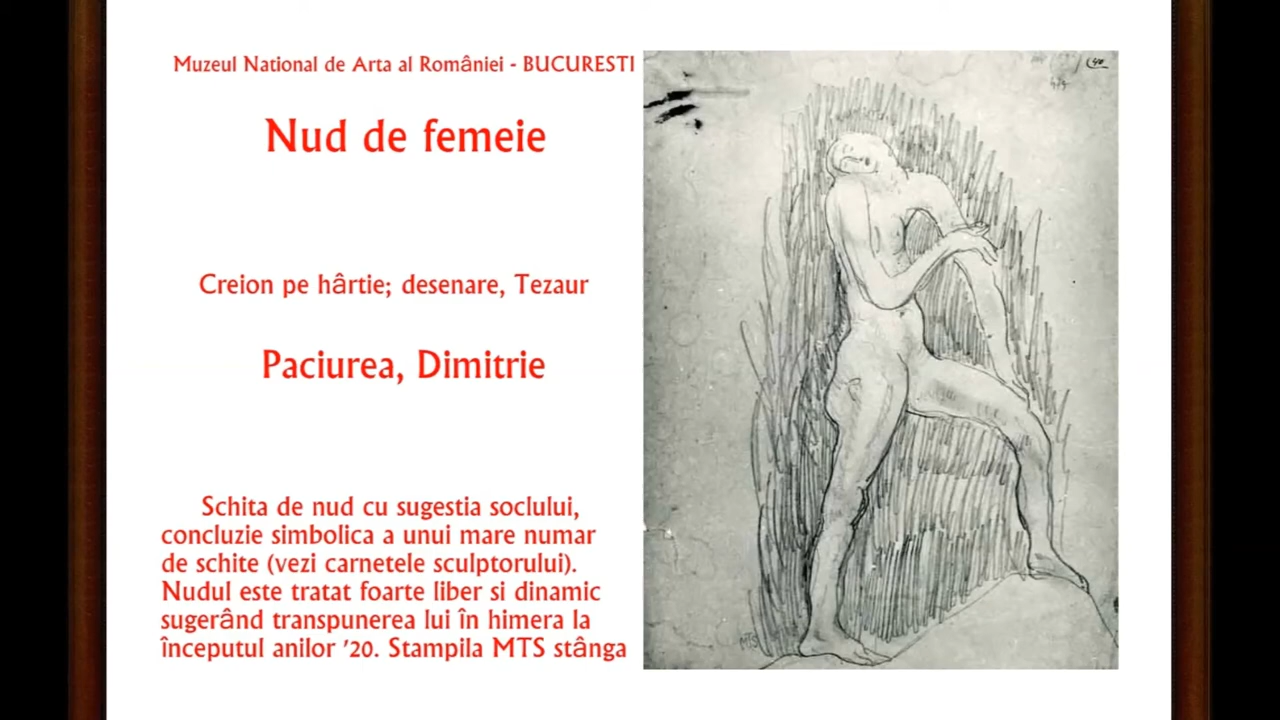 Muzeul National de Arta al României - BUCURESTI
Nud de femeie
Creion pe hârtie; desenare, Tezaur
Paciurea, Dimitrie
Schita de nud cu sugestia soclului,
concluzie simbolica a unui mare numar
de schite (vezi carnetele sculptorului).
Nudul este tratat foarte liber si dinamic
sugerând transpunerea lui în himera la
începutul anilor '20. Stampila MTS stânga
MTS